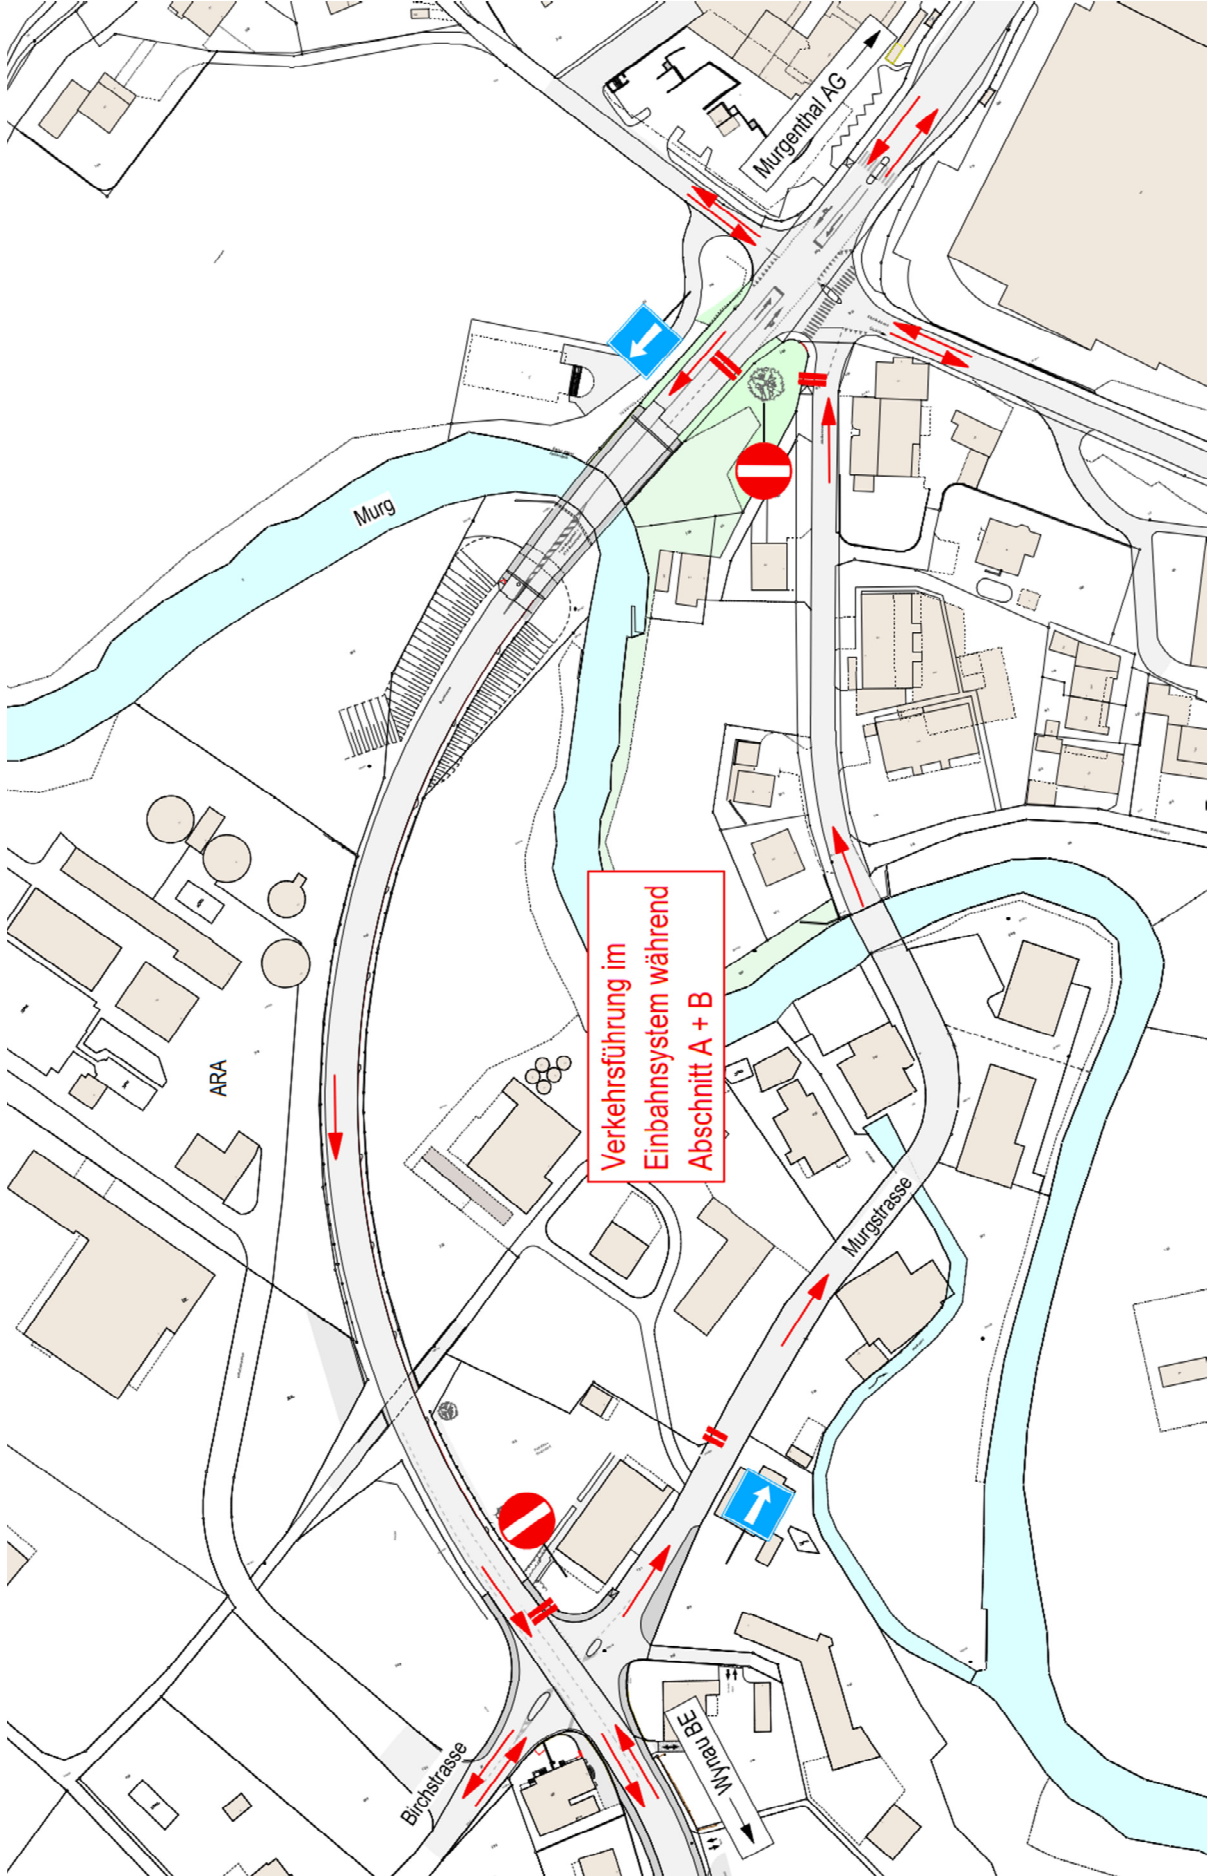 Murgenthal AG
Murg
Verkehrsführung im
Einbahnsystem während
Abschnitt A + B
ARA
Murgstrasse
Birchstrasse
Wynau BE